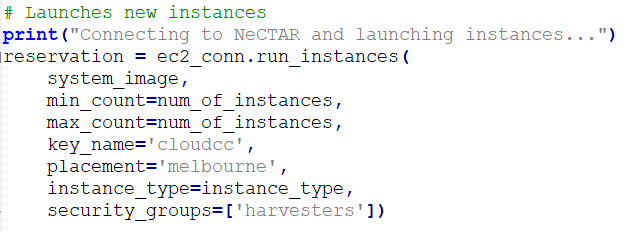 # Launches new instances
print("Connecting to NeCTAR and launching instances...")
reservation = ec2_conn.run_instances(
    system_image,
    min_count=num_of_instances,
    max_count=num_of_instances,
    key_name='cloudcc',
    placement='melbourne',
    instance_type=instance_type,
    security_groups=['harvesters'])